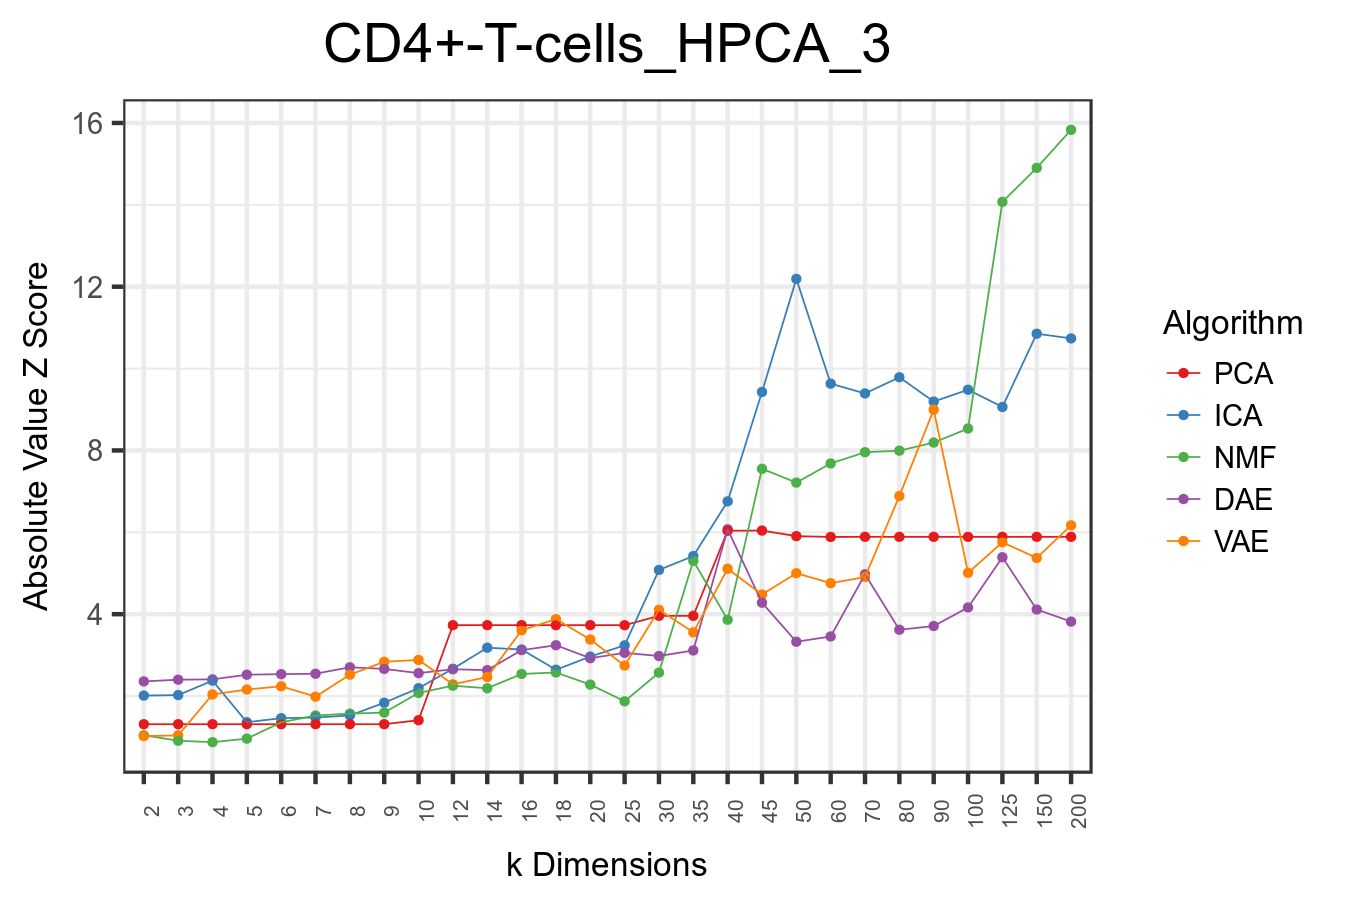 CD4+-T-cells_HPCA_3
16
12
8
4
Absolute Value Z Score
2 3 4 5 6 7 8 9 10 12 14 16 18 20 25 30 35 40 45 50 60 70 80 90 100 125 150 200
k Dimensions
Algorithm
PCA
ICA
NMF
DAE
VAE